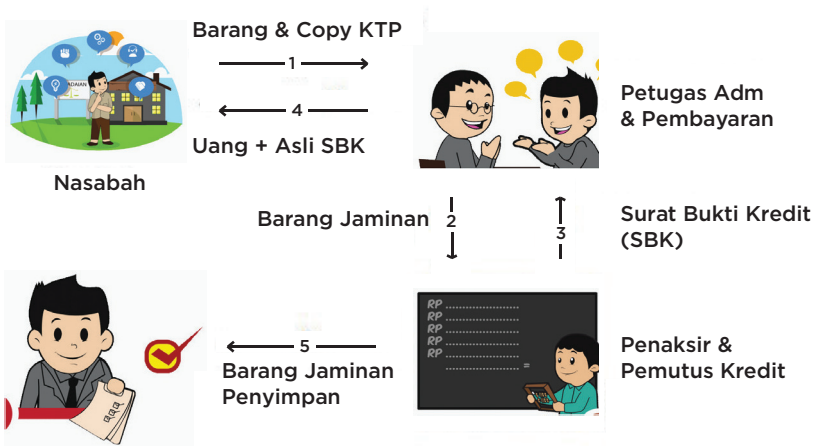 Barang & Copy KTP
1
4
Uang + Asli SBK
Nasabah
ADAIAN
Petugas Adm
& Pembayaran
Barang Jaminan
2
3
Surat Bukti Kredit
(SBK)
RP ....................
RP ....................
RP ....................
RP ....................
RP ....................
.................... =
Penaksir &
Pemutus Kredit
5
Barang Jaminan
Penyimpan